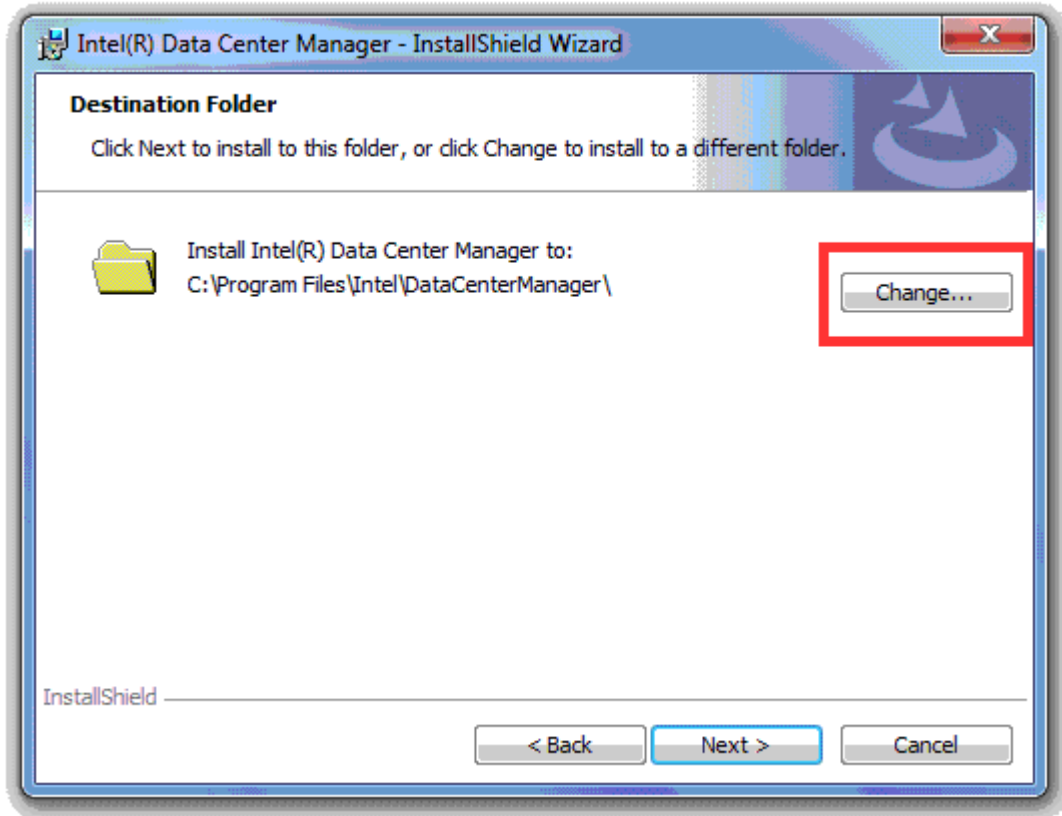 Intel(R) Data Center Manager - InstallShield Wizard
Destination Folder
Click Next to install to this folder, or click Change to install to a different folder.
Install Intel(R) Data Center Manager to:
C:\Program Files\Intel\DataCenterManager\
Change...
InstallShield
< Back
Next >
Cancel